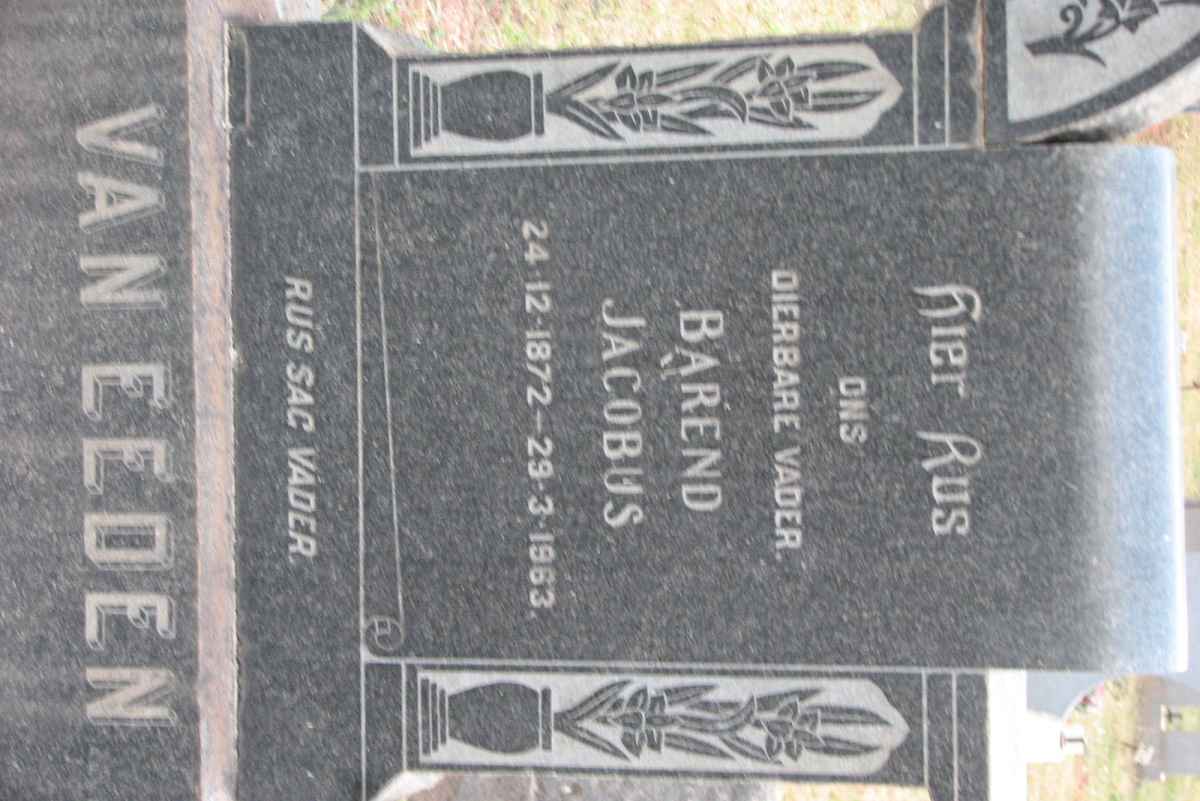 Hier Rus
ONS
DIERBARE VADER.
BAREND
JACOBUS
24·12·1872–29·3·1963.
RUS SAG VADER.
VAN EEDEN